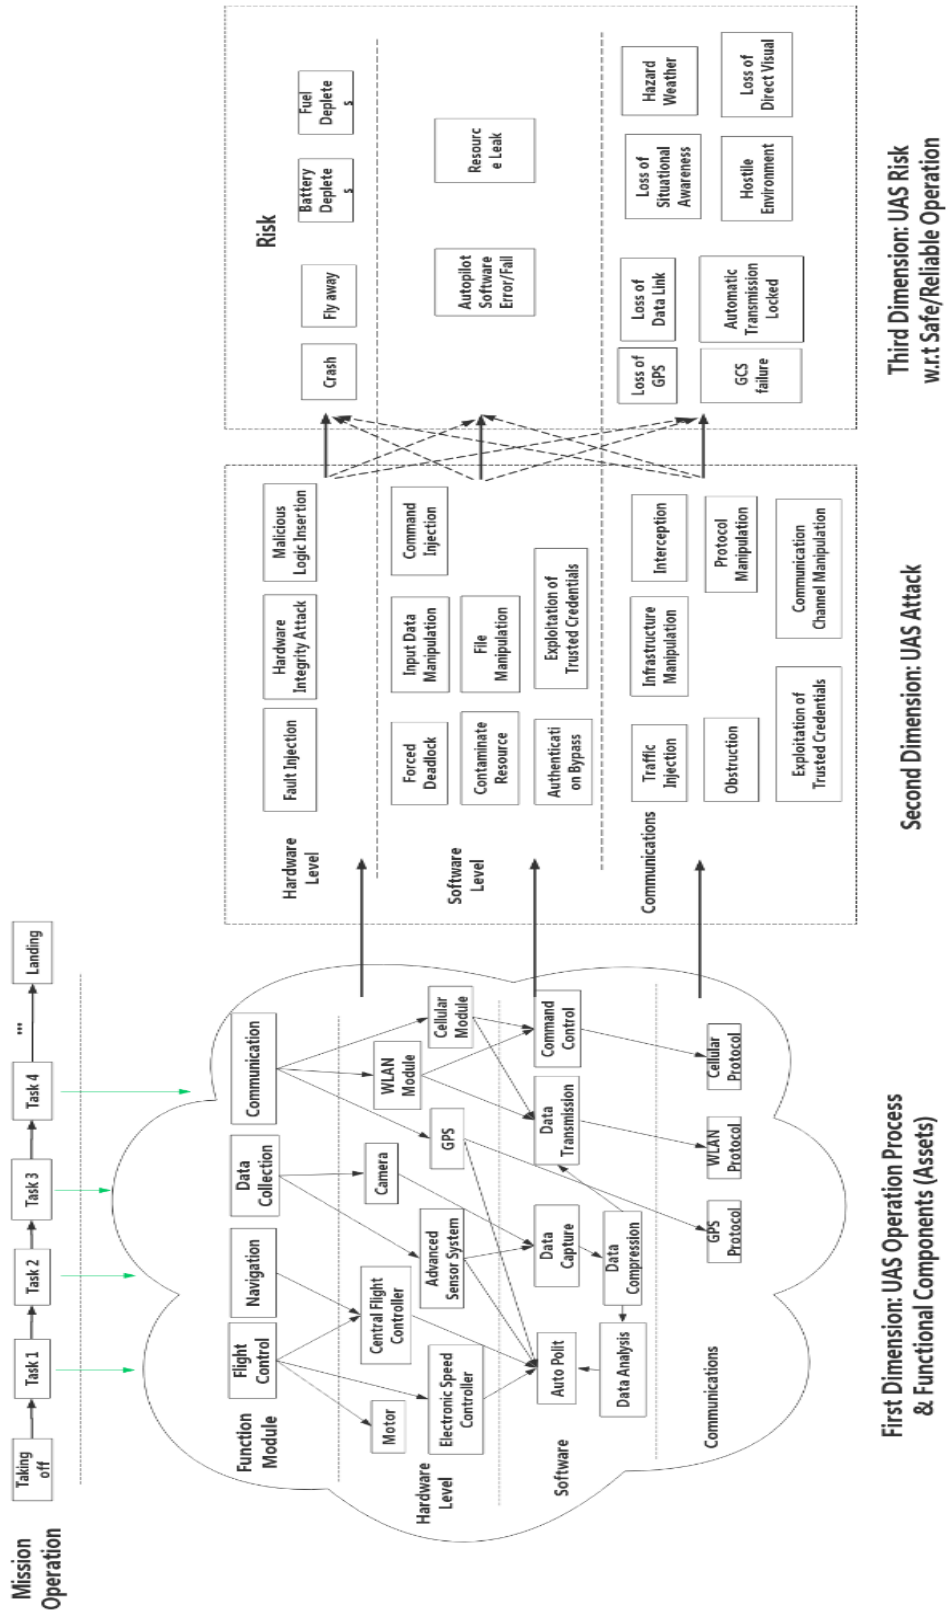 Mission
Operation
Taking
off
Task 1
Task 2
Task 3
Task 4
...
Landing
Function
Module
Flight
Control
Navigation
Data
Collection
Communication
Hardware
Level
Motor
Electronic Speed
Controller
Central Flight
Controller
Advanced
Sensor System
Camera
GPS
WLAN
Module
Cellular
Module
Software
Auto Polit
Data Analysis
Data
Capture
Data
Compression
Data
Transmission
Command
Control
Communications
GPS
Protocol
WLAN
Protocol
Cellular
Protocol
First Dimension: UAS Operation Process
& Functional Components (Assets)
Hardware
Level
Fault Injection
Hardware
Integrity Attack
Malicious
Logic Insertion
Software
Level
Forced
Deadlock
Input Data
Manipulation
Command
Injection
Contaminate
Resource
File
Manipulation
Authenticati
on Bypass
Exploitation of
Trusted Credentials
Communications
Traffic
Injection
Infrastructure
Manipulation
Interception
Obstruction
Protocol
Manipulation
Exploitation of
Trusted Credentials
Communication
Channel Manipulation
Second Dimension: UAS Attack
Risk
Crash
Fly away
Battery
Deplete
s
Fuel
Deplete
s
Autopilot
Software
Error/Fail
Resourc
e Leak
Loss of
GPS
Loss of
Data Link
Loss of
Situational
Awareness
Hazard
Weather
GCS
failure
Automatic
Transmission
Locked
Hostile
Environment
Loss of
Direct Visual
Third Dimension: UAS Risk
w.r.t Safe/Reliable Operation